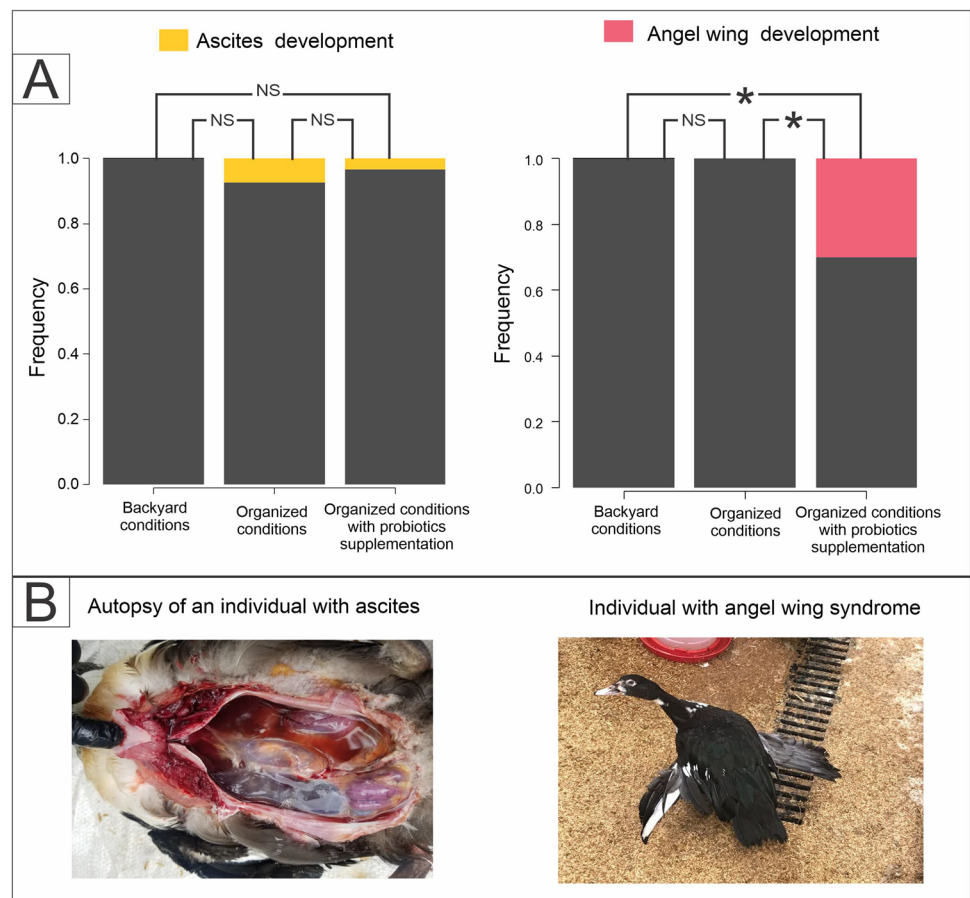 Ascites development
Angel wing development
A
NS
NS
NS
*
NS
*
Frequency
1.0
0.8
0.6
0.4
0.2
0.0
Backyard
conditions
Organized
conditions
Organized conditions
with probiotics
supplementation
Frequency
1.0
0.8
0.6
0.4
0.2
0.0
Backyard
conditions
Organized
conditions
Organized conditions
with probiotics
supplementation
B
Autopsy of an individual with ascites
Individual with angel wing syndrome